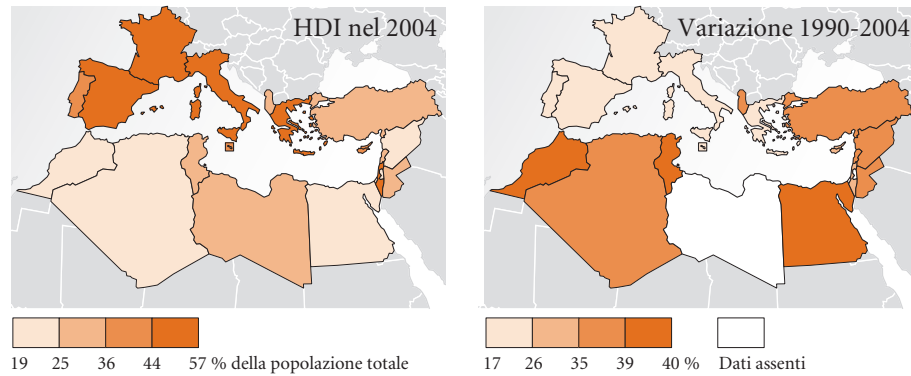 HDI nel 2004
Variazione 1990-2004
19 25 36 44 57 % della popolazione totale
17 26 35 39 40 % Dati assenti